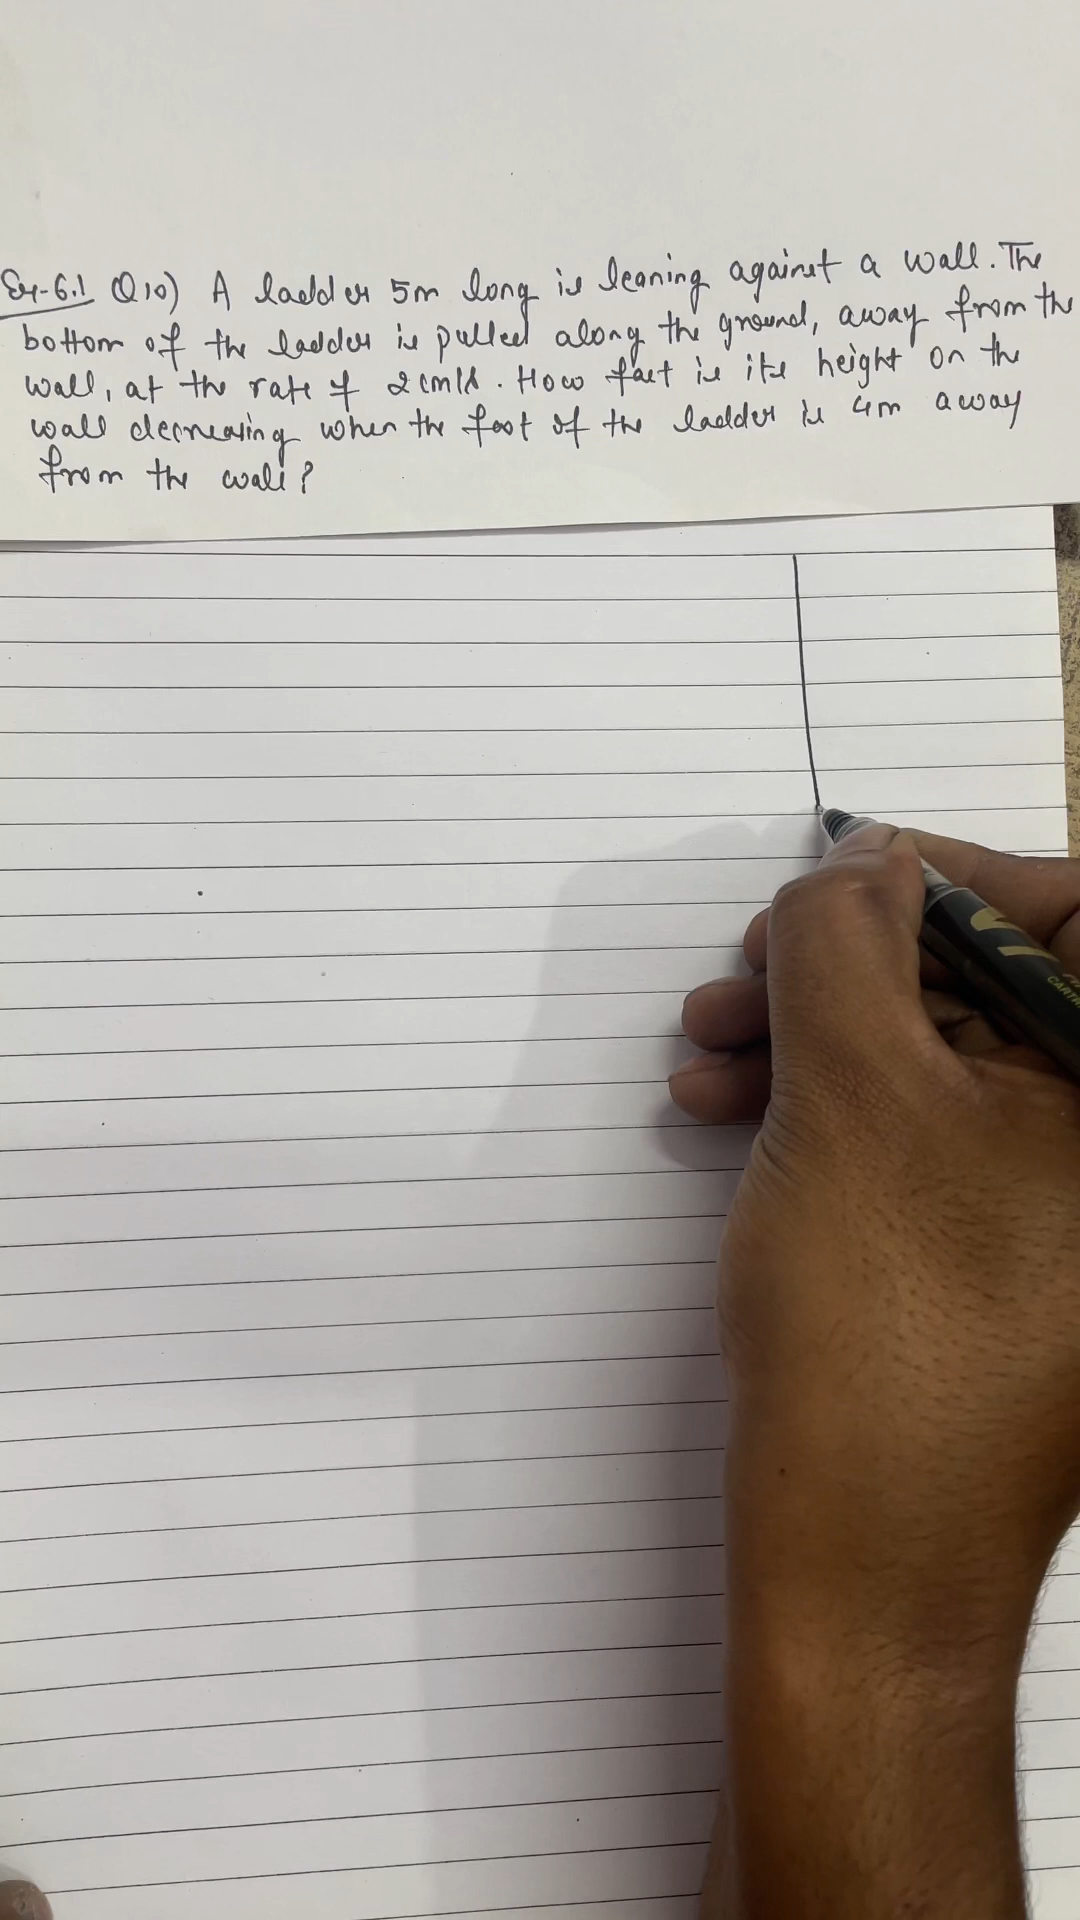 Ex-6.1 Q10) A ladder 5m long is leaning against a wall. The
bottom of the ladder is pulled along the ground, away from the
wall, at the rate of 2cm/s. How fast is its height on the
wall decreasing when the foot of the ladder is 4m away
from the wall?